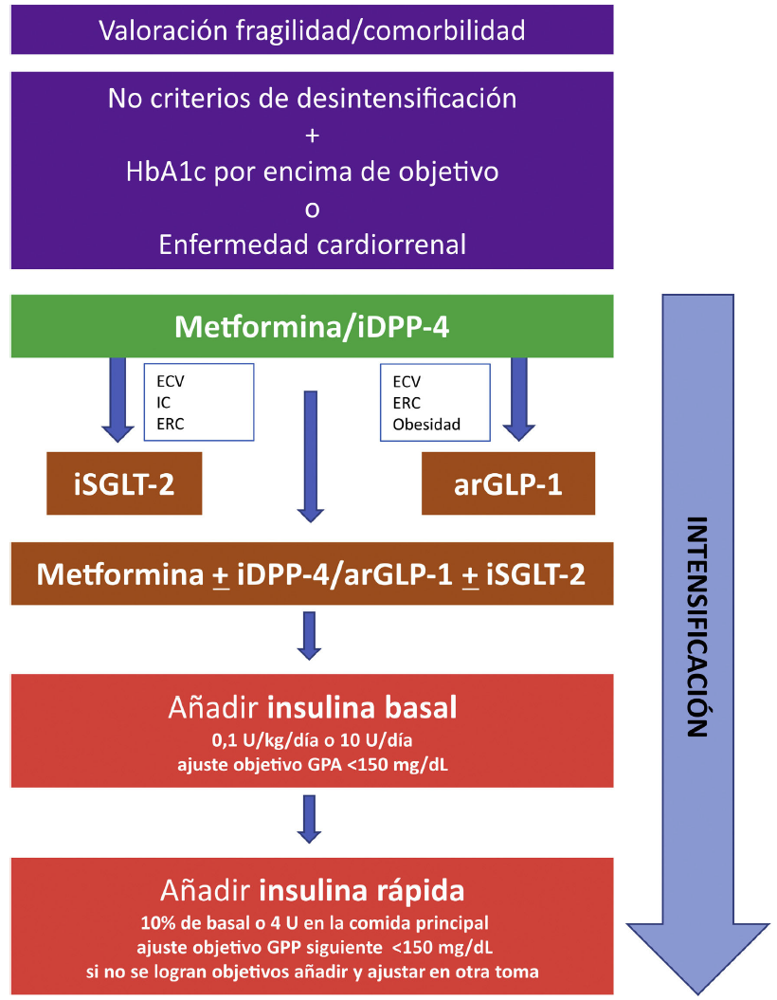 Valoración fragilidad/comorbilidad
No criterios de desintensificación
+
HbA1c por encima de objetivo
o
Enfermedad cardiorrenal
Metformina/iDPP-4
ECV
IC
ERC
ECV
ERC
Obesidad
iSGLT-2
arGLP-1
Metformina ± iDPP-4/arGLP-1 ± iSGLT-2
Añadir insulina basal
0,1 U/kg/día o 10 U/día
ajuste objetivo GPA <150 mg/dL
Añadir insulina rápida
10% de basal o 4 U en la comida principal
ajuste objetivo GPP siguiente <150 mg/dL
si no se logran objetivos añadir y ajustar en otra toma
INTENSIFICACIÓN